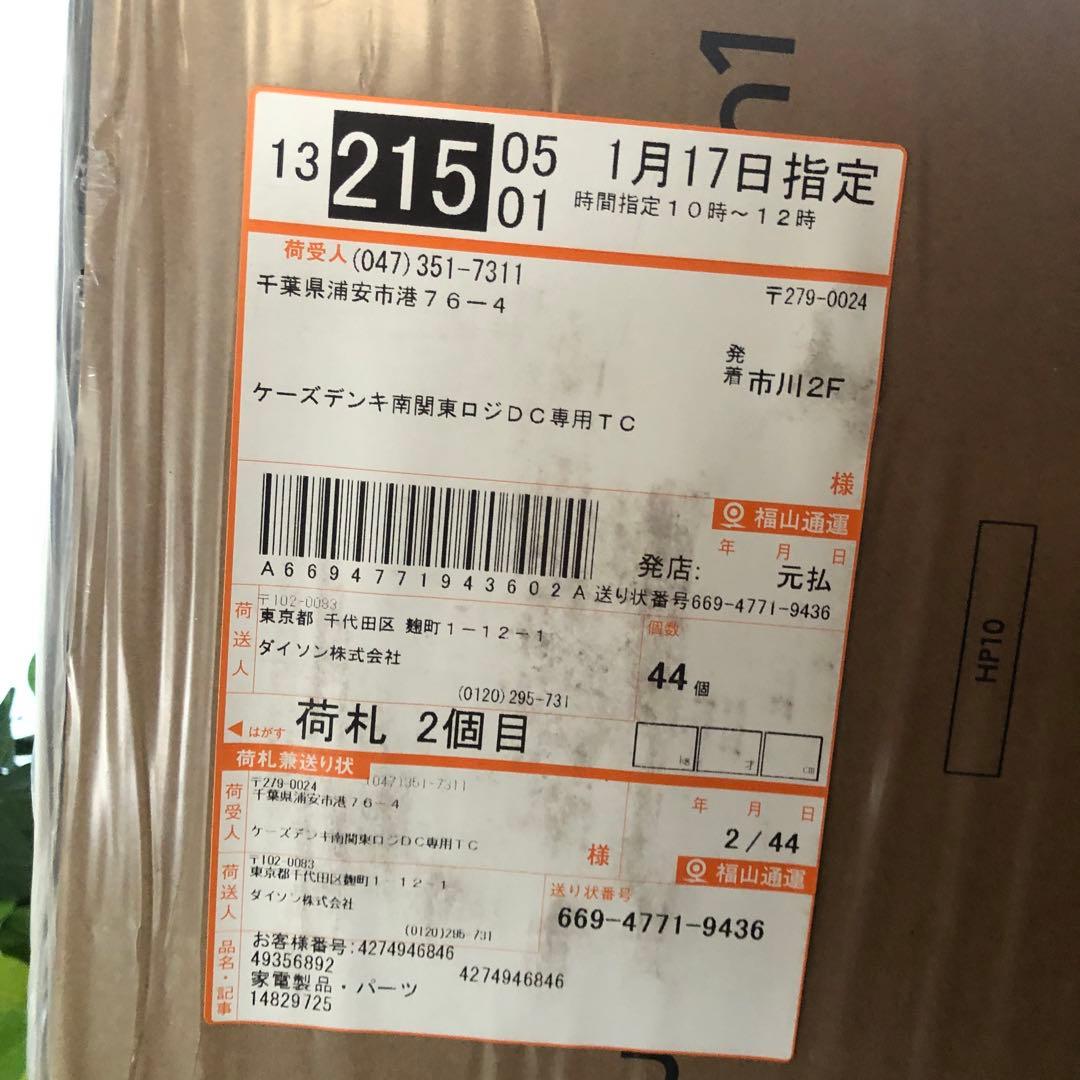 n1
13 215 05 01 1月17日指定
時間指定10時~12時
荷受人 (047)351-7311
千葉県浦安市港76-4 〒279-0024
発
着 市川2F
ケーズデンキ南関東ロジDC専用TC
様
福山通運
年 月 日
発店: 元払
A6694771943602A 送り状番号669-4771-9436
荷送人 〒102-0083
東京都 千代田区 麹町1-12-1
ダイソン株式会社
(0120)295-731
個数
44個
はがす 荷札 2個目
kg 才 cm
荷札兼送り状
荷受人 〒279-0024 (047)351-7311
千葉県浦安市港76-4
ケーズデンキ南関東ロジDC専用TC
様
年 月 日
2/44
福山通運
荷送人 〒102-0083
東京都千代田区麹町1-12-1
ダイソン株式会社
(0120)295-731
送り状番号
669-4771-9436
品名・記事 お客様番号:4274946846
49356892 4274946846
家電製品・パーツ
14829725
HP10